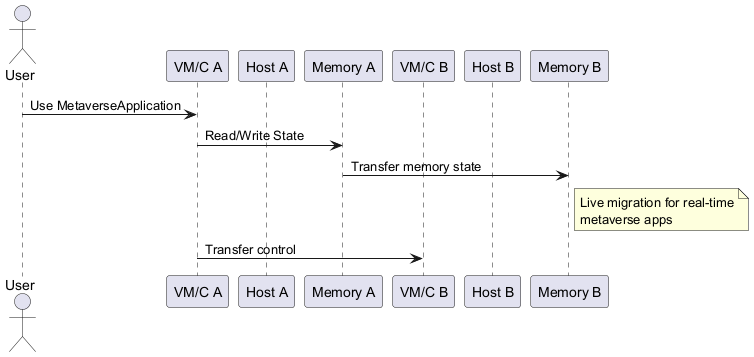 User
VM/C A
Host A
Memory A
VM/C B
Host B
Memory B
Use MetaverseApplication
Read/Write State
Transfer memory state
Live migration for real-time
metaverse apps
Transfer control
User
VM/C A
Host A
Memory A
VM/C B
Host B
Memory B